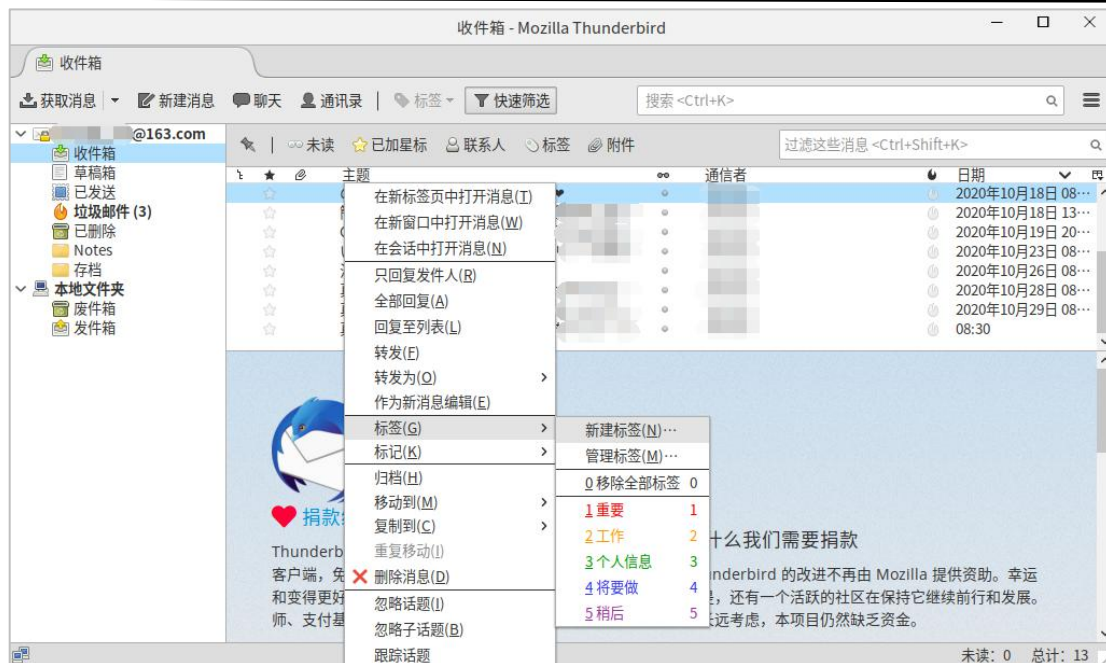 收件箱 - Mozilla Thunderbird
收件箱
获取消息 新建消息 聊天 通讯录 标签 快速筛选 搜索 <Ctrl+K>
@163.com
未读 已加星标 联系人 标签 附件 过滤这些消息 <Ctrl+Shift+K>
收件箱
草稿箱
已发送
垃圾邮件 (3)
已删除
Notes
存档
本地文件夹
废件箱
发件箱
主题 通信者 日期
2020年10月18日 08…
2020年10月18日 13…
2020年10月19日 20…
2020年10月23日 08…
2020年10月26日 08…
2020年10月28日 08…
2020年10月29日 08…
08:30
在新标签页中打开消息(T)
在新窗口中打开消息(W)
在会话中打开消息(N)
只回复发件人(R)
全部回复(A)
回复至列表(L)
转发(F)
转发为(O)
作为新消息编辑(E)
标签(G)
标记(K)
归档(H)
移动到(M)
复制到(C)
重复移动(I)
删除消息(D)
忽略话题(I)
忽略子话题(B)
跟踪话题
新建标签(N)…
管理标签(M)…
0 移除全部标签 0
1 重要 1
2 工作 2
3 个人信息 3
4 将要做 4
5 稍后 5
捐款
什么我们需要捐款
Thunderb
客户端，免
和变得更好
师、支付基
underbird 的改进不再由 Mozilla 提供资助。幸运
，还有一个活跃的社区在保持它继续前行和发展。
远考虑，本项目仍然缺乏资金。
未读：0 总计：13